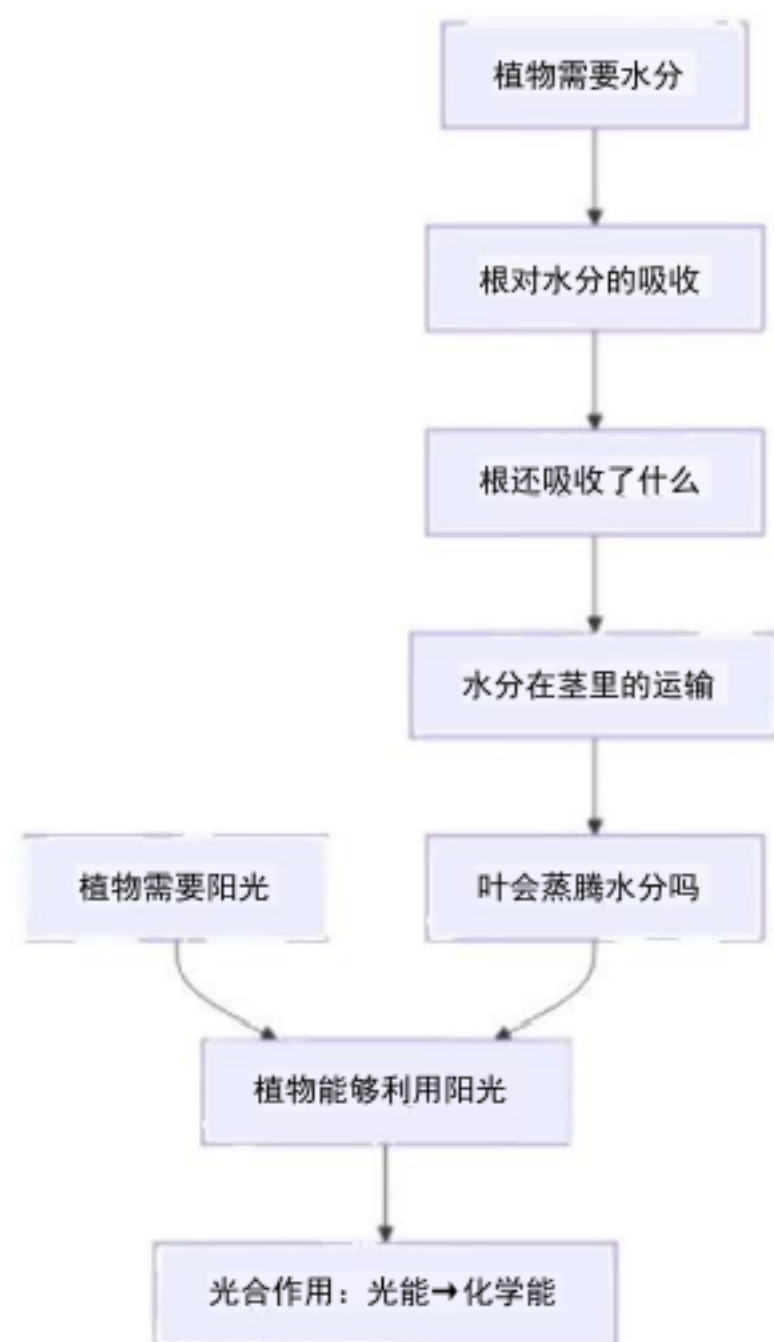 植物需要水分
根对水分的吸收
根还吸收了什么
水分在茎里的运输
植物需要阳光
叶会蒸腾水分吗
植物能够利用阳光
光合作用：光能→化学能